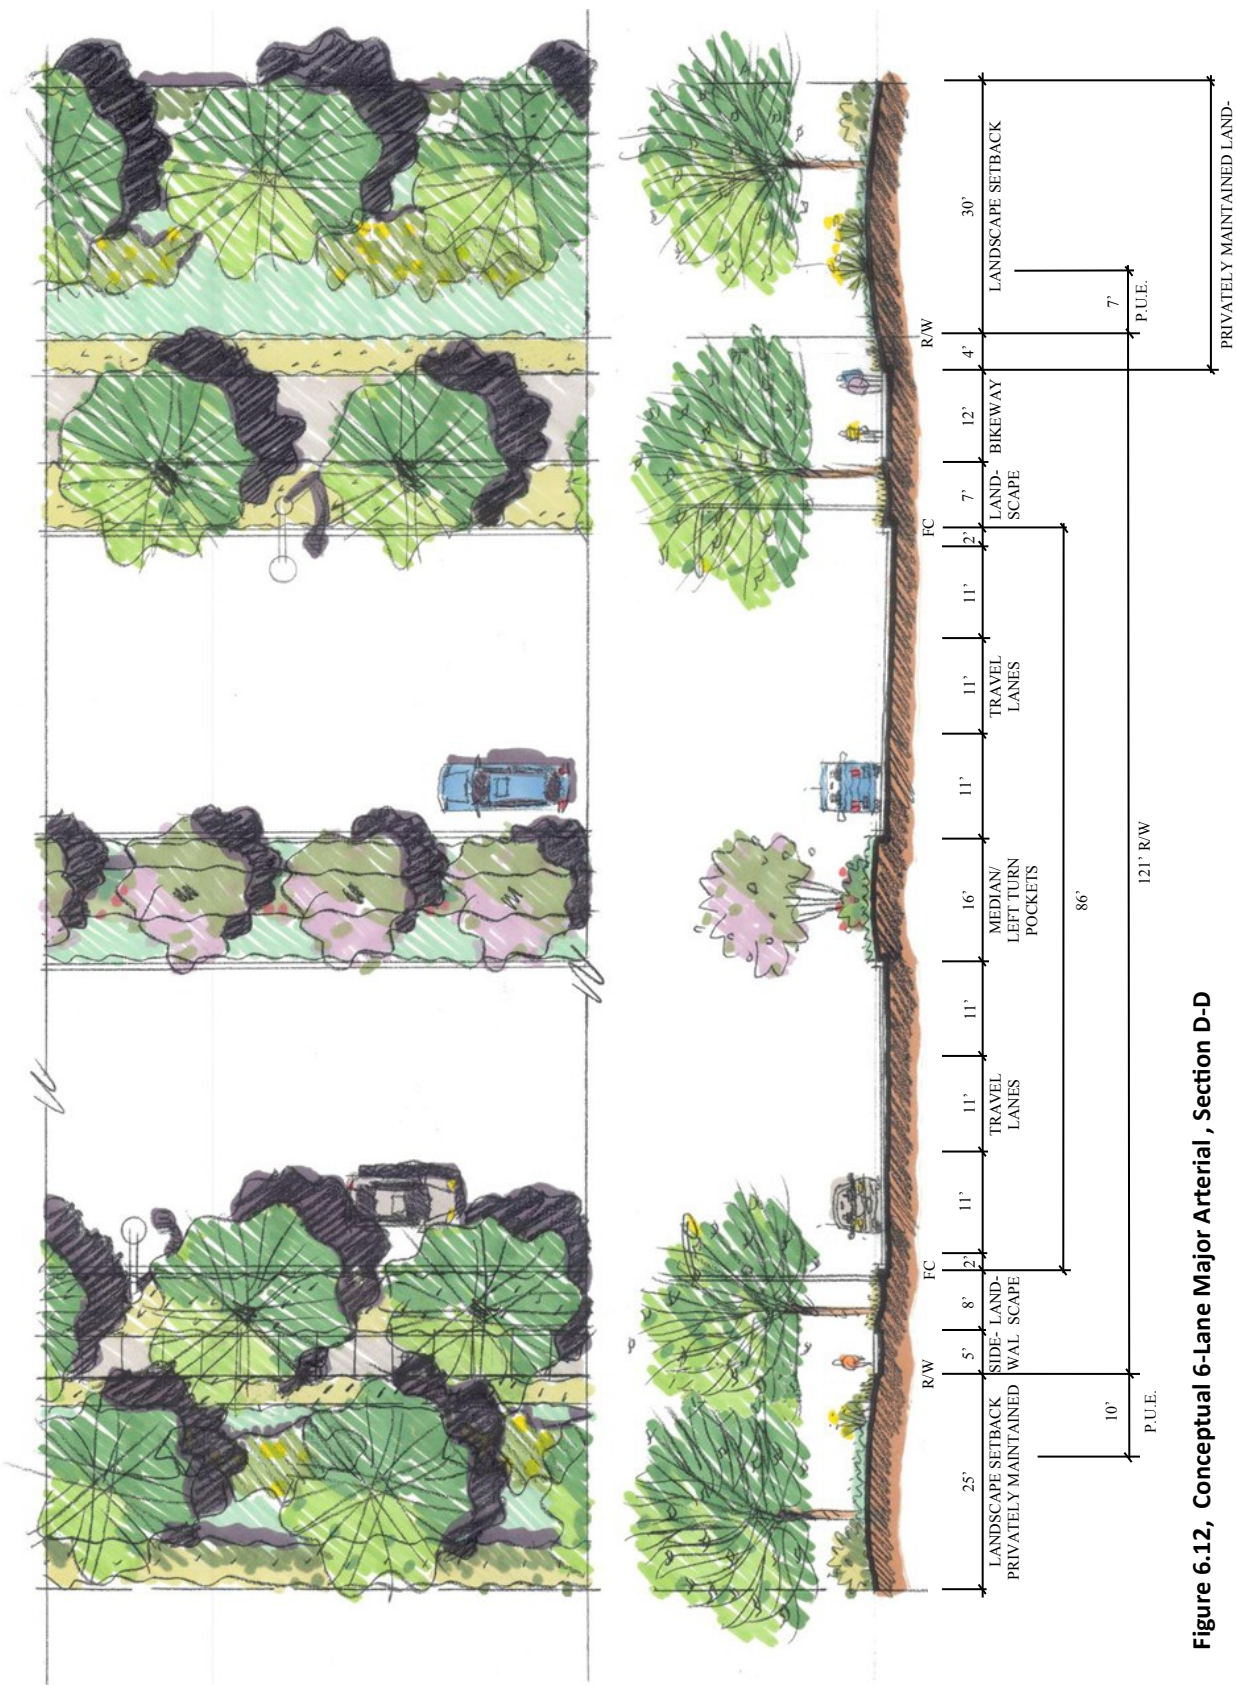 R/W
FC
FC
R/W
25'
5'
8'
2'
11'
11'
11'
16'
11'
11'
11'
2'
7'
12'
4'
30'
LANDSCAPE SETBACK
PRIVATELY MAINTAINED
SIDE-
WAL
LAND-
SCAPE
TRAVEL
LANES
MEDIAN/
LEFT TURN
POCKETS
TRAVEL
LANES
LAND-
SCAPE
BIKEWAY
LANDSCAPE SETBACK
86'
10'
P.U.E.
121' R/W
7'
P.U.E.
PRIVATELY MAINTAINED LAND-
Figure 6.12, Conceptual 6-Lane Major Arterial , Section D-D